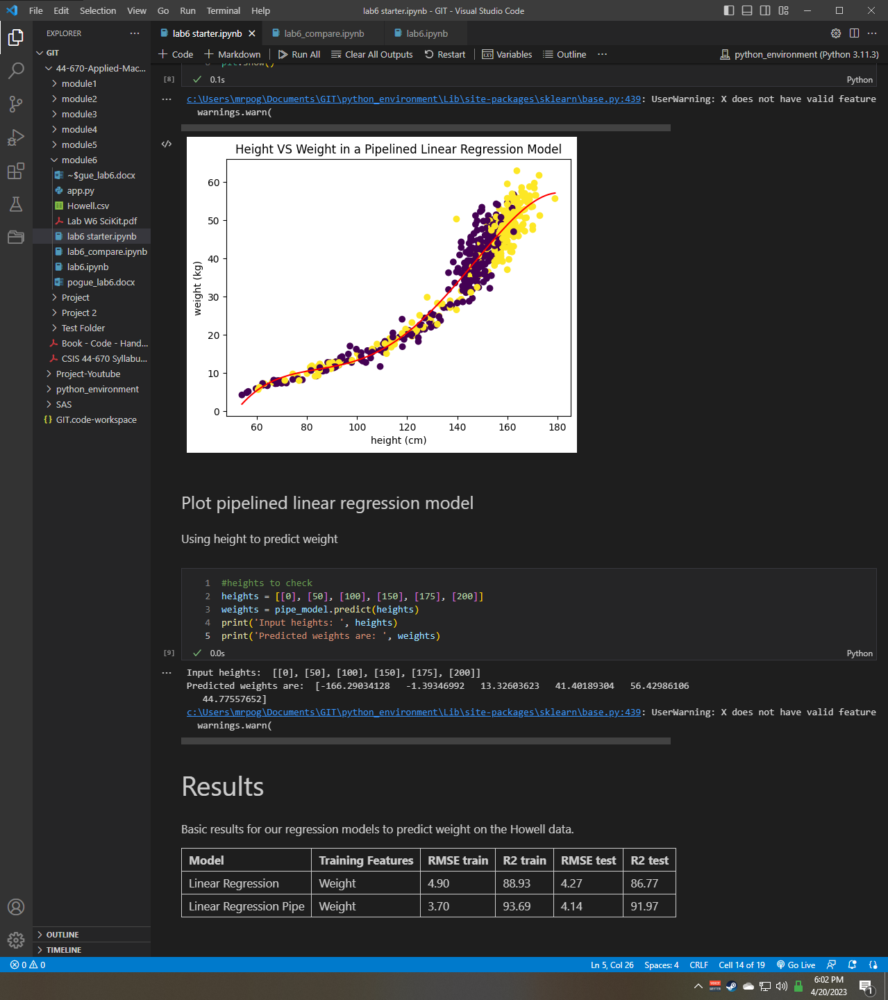 File Edit Selection View Go Run Terminal Help lab6 starter.ipynb - GIT - Visual Studio Code
EXPLORER ···
GIT
44-670-Applied-Mac...
module1
module2
module3
module4
module5
module6
~$gue_lab6.docx
app.py
Howell.csv
Lab W6 SciKit.pdf
lab6 starter.ipynb
lab6_compare.ipynb
lab6.ipynb
pogue_lab6.docx
Project
Project 2
Test Folder
Book - Code - Hand...
CSIS 44-670 Syllabu...
Project-Youtube
python_environment
SAS
GIT.code-workspace
OUTLINE
TIMELINE
lab6 starter.ipynb lab6_compare.ipynb lab6.ipynb
Code Markdown Run All Clear All Outputs Restart Variables Outline ··· python_environment (Python 3.11.3)
[8] 0.1s Python
c:\Users\mrpog\Documents\GIT\python_environment\Lib\site-packages\sklearn\base.py:439: UserWarning: X does not have valid feature
warnings.warn(
Height VS Weight in a Pipelined Linear Regression Model
weight (kg)
60
50
40
30
20
10
0
60 80 100 120 140 160 180
height (cm)
Plot pipelined linear regression model
Using height to predict weight
1 #heights to check
2 heights = [[0], [50], [100], [150], [175], [200]]
3 weights = pipe_model.predict(heights)
4 print('Input heights: ', heights)
5 print('Predicted weights are: ', weights)
[9] 0.0s Python
Input heights:  [[0], [50], [100], [150], [175], [200]]
Predicted weights are:  [-166.29034128   -1.39346992   13.32603623   41.40189304   56.42986106
44.77557652]
c:\Users\mrpog\Documents\GIT\python_environment\Lib\site-packages\sklearn\base.py:439: UserWarning: X does not have valid feature
warnings.warn(
Results
Basic results for our regression models to predict weight on the Howell data.
Model Training Features RMSE train R2 train RMSE test R2 test
Linear Regression Weight 4.90 88.93 4.27 86.77
Linear Regression Pipe Weight 3.70 93.69 4.14 91.97
0 0 Ln 5, Col 26 Spaces: 4 CRLF Cell 14 of 19 Go Live
6:02 PM
4/20/2023
1